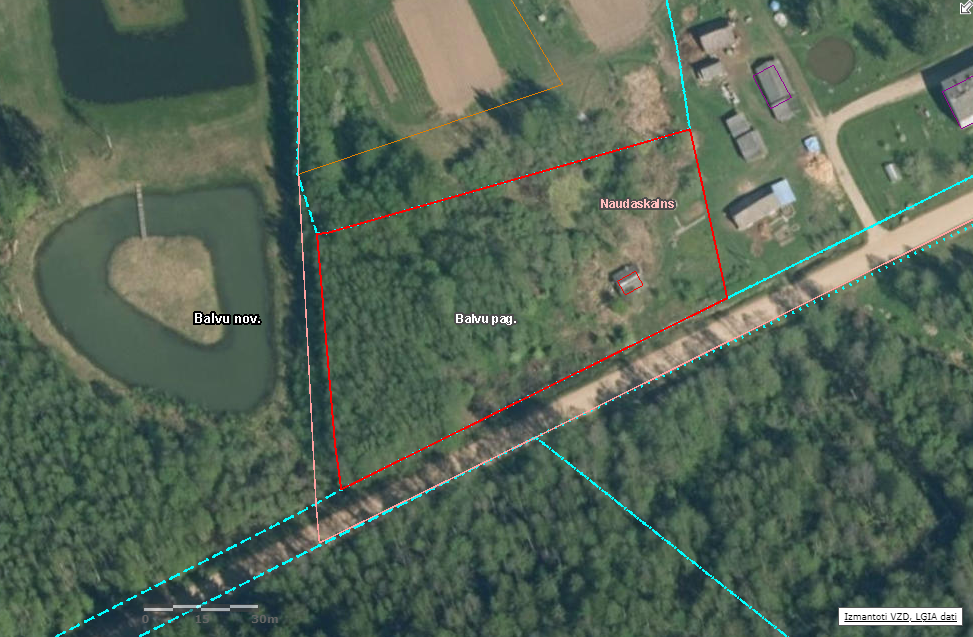 Naudaskalns
Balvu nov.
Balvu pag.
0 15 30m
Izmantoti VZD, LGIA dati